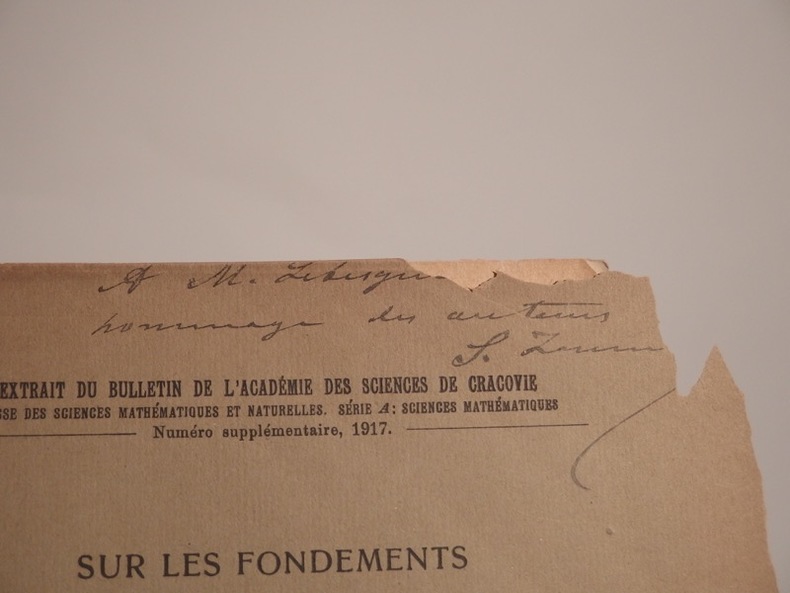 A M. Lebesgue
hommage des auteurs
S.
EXTRAIT DU BULLETIN DE L'ACADÉMIE DES SCIENCES DE CRACOVIE
SSE DES SCIENCES MATHÉMATIQUES ET NATURELLES. SÉRIE A: SCIENCES MATHÉMATIQUES
Numéro supplémentaire, 1917.
SUR LES FONDEMENTS